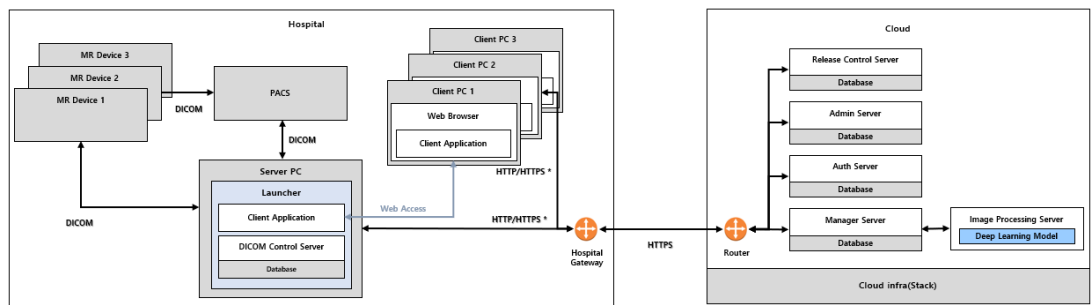 Hospital
MR Device 3
MR Device 2
MR Device 1
DICOM
PACS
DICOM
DICOM
Client PC 3
Client PC 2
Client PC 1
Web Browser
Client Application
HTTP/HTTPS *
Server PC
Launcher
Client Application
Web Access
DICOM Control Server
Database
HTTP/HTTPS *
Hospital
Gateway
HTTPS
Cloud
Router
Release Control Server
Database
Admin Server
Database
Auth Server
Database
Manager Server
Database
Image Processing Server
Deep Learning Model
Cloud infra(Stack)